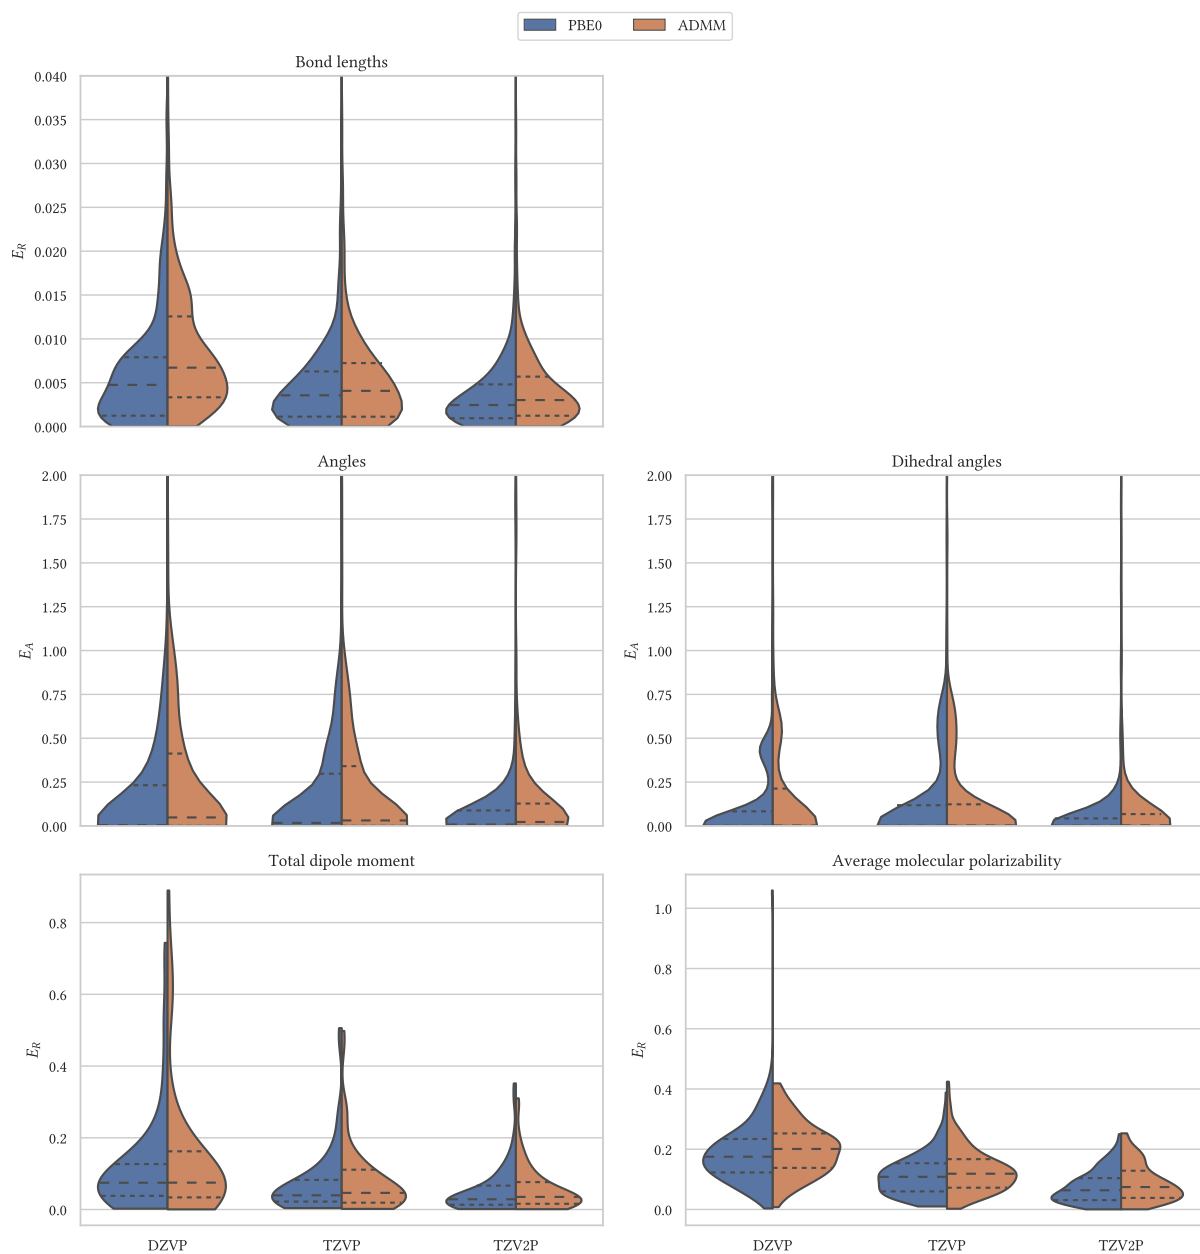 PBE0 ADMM
Bond lengths
0.040
0.035
0.030
0.025
0.020
0.015
0.010
0.005
0.000
E_R
Angles
2.00
1.75
1.50
1.25
1.00
0.75
0.50
0.25
0.00
E_A
Dihedral angles
2.00
1.75
1.50
1.25
1.00
0.75
0.50
0.25
0.00
E_A
Total dipole moment
0.8
0.6
0.4
0.2
0.0
E_R
DZVP TZVP TZV2P
Average molecular polarizability
1.0
0.8
0.6
0.4
0.2
0.0
E_R
DZVP TZVP TZV2P